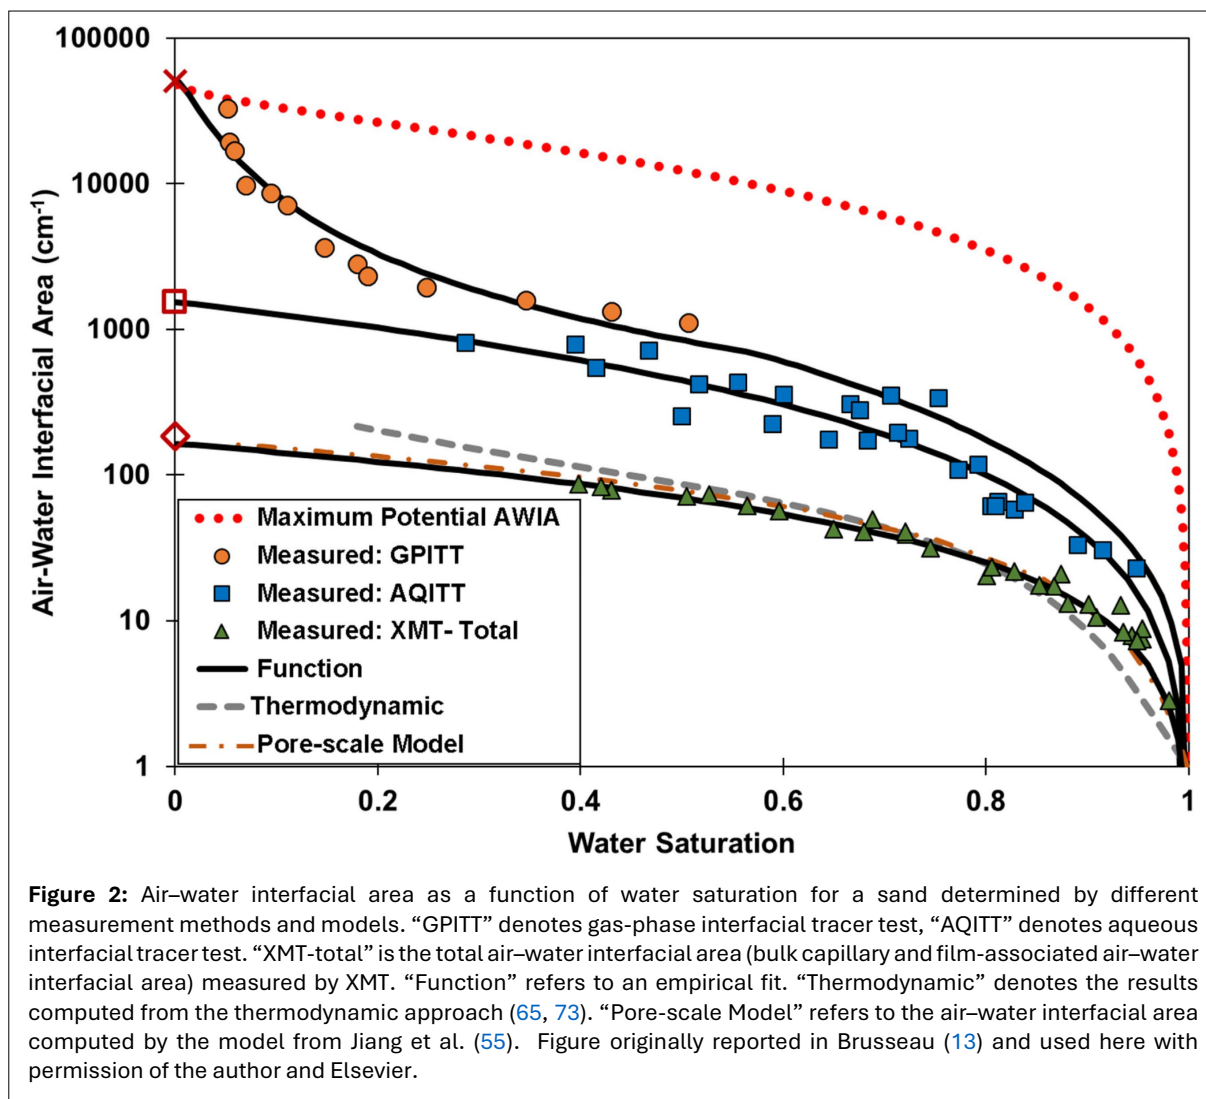 100000
10000
1000
100
10
1
Air-Water Interfacial Area (cm-1)
Maximum Potential AWIA
Measured: GPITT
Measured: AQITT
Measured: XMT- Total
Function
Thermodynamic
Pore-scale Model
0 0.2 0.4 0.6 0.8 1
Water Saturation
Figure 2: Air–water interfacial area as a function of water saturation for a sand determined by different
measurement methods and models. “GPITT” denotes gas-phase interfacial tracer test, “AQITT” denotes aqueous
interfacial tracer test. “XMT-total” is the total air–water interfacial area (bulk capillary and film-associated air–water
interfacial area) measured by XMT. “Function” refers to an empirical fit. “Thermodynamic” denotes the results
computed from the thermodynamic approach (65, 73). “Pore-scale Model” refers to the air–water interfacial area
computed by the model from Jiang et al. (55). Figure originally reported in Brusseau (13) and used here with
permission of the author and Elsevier.